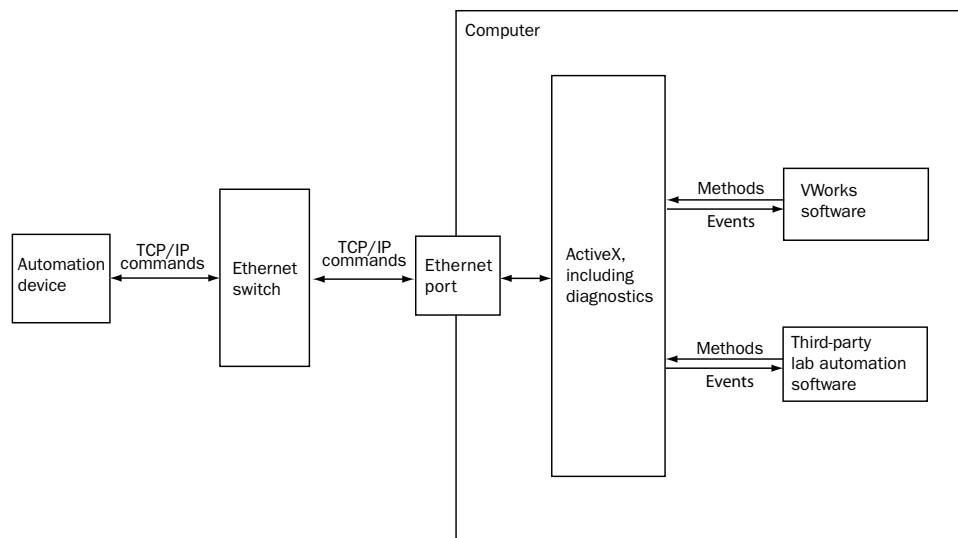 Computer
Methods
Events
VWorks
software
TCP/IP
commands
TCP/IP
commands
Automation
device
Ethernet
switch
Ethernet
port
ActiveX,
including
diagnostics
Methods
Events
Third-party
lab automation
software